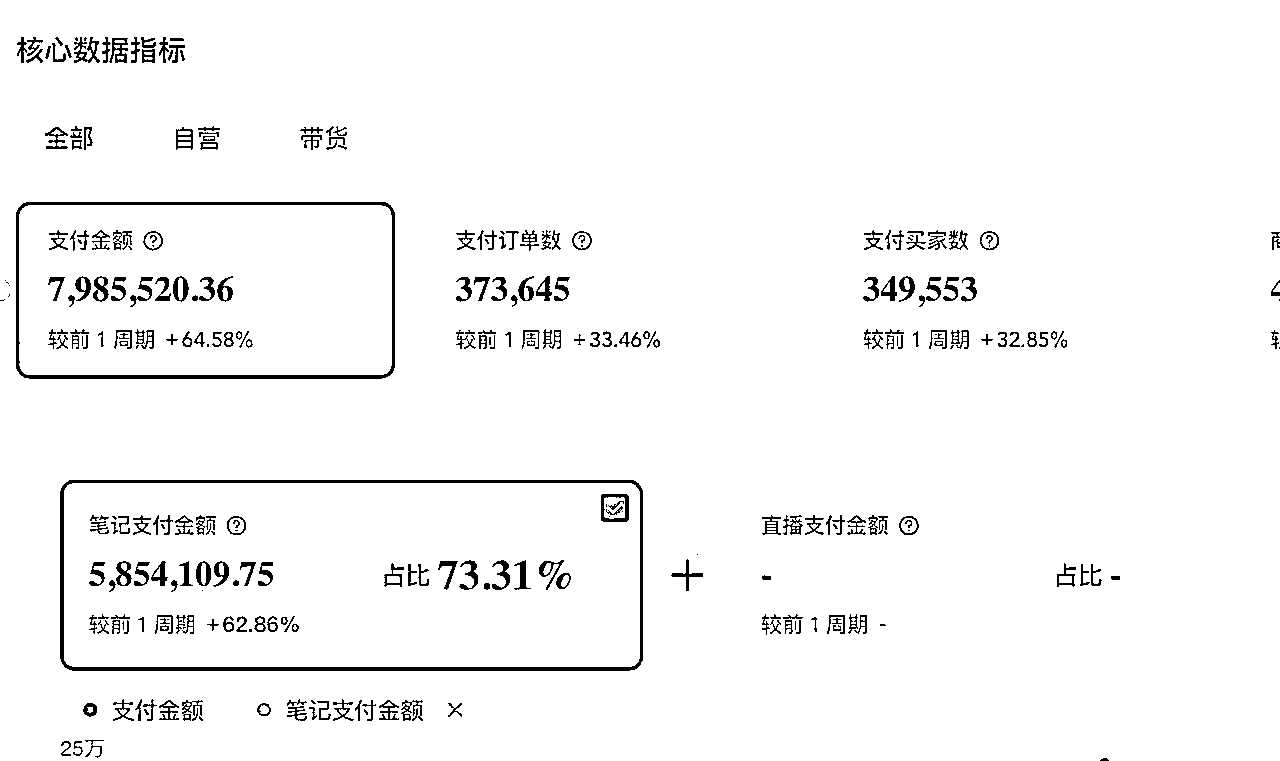 核心数据指标
全部 自营 带货
支付金额 ? 支付订单数 ? 支付买家数 ?
7,985,520.36 373,645 349,553
较前 1 周期 +64.58% 较前 1 周期 +33.46% 较前 1 周期 +32.85%
笔记支付金额 ? 直播支付金额 ?
5,854,109.75 占比 73.31% + - 占比 -
较前 1 周期 +62.86% 较前 1 周期 -
支付金额 笔记支付金额 ×
25万